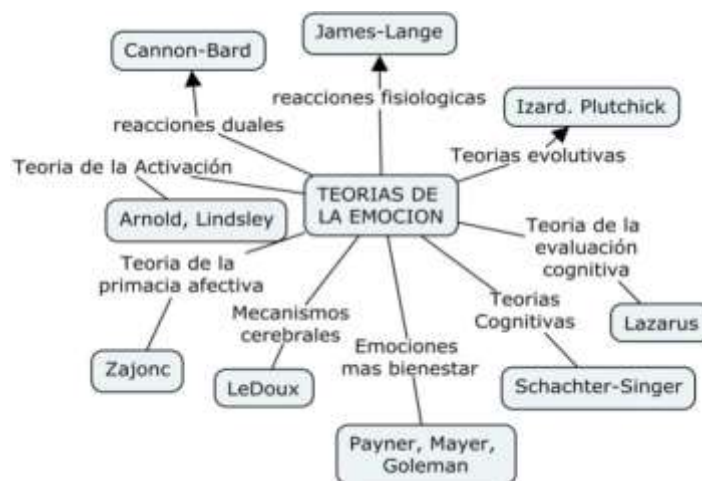 James-Lange
Cannon-Bard
reacciones fisiologicas
Izard. Plutchick
reacciones duales
Teorias evolutivas
Teoria de la Activación
TEORIAS DE
LA EMOCION
Arnold, Lindsley
Teoria de la
evaluación
cognitiva
Teoria de la
primacia afectiva
Mecanismos
cerebrales
Teorias
Cognitivas
Lazarus
Emociones
mas bienestar
Zajonc
LeDoux
Schachter-Singer
Payner, Mayer,
Goleman